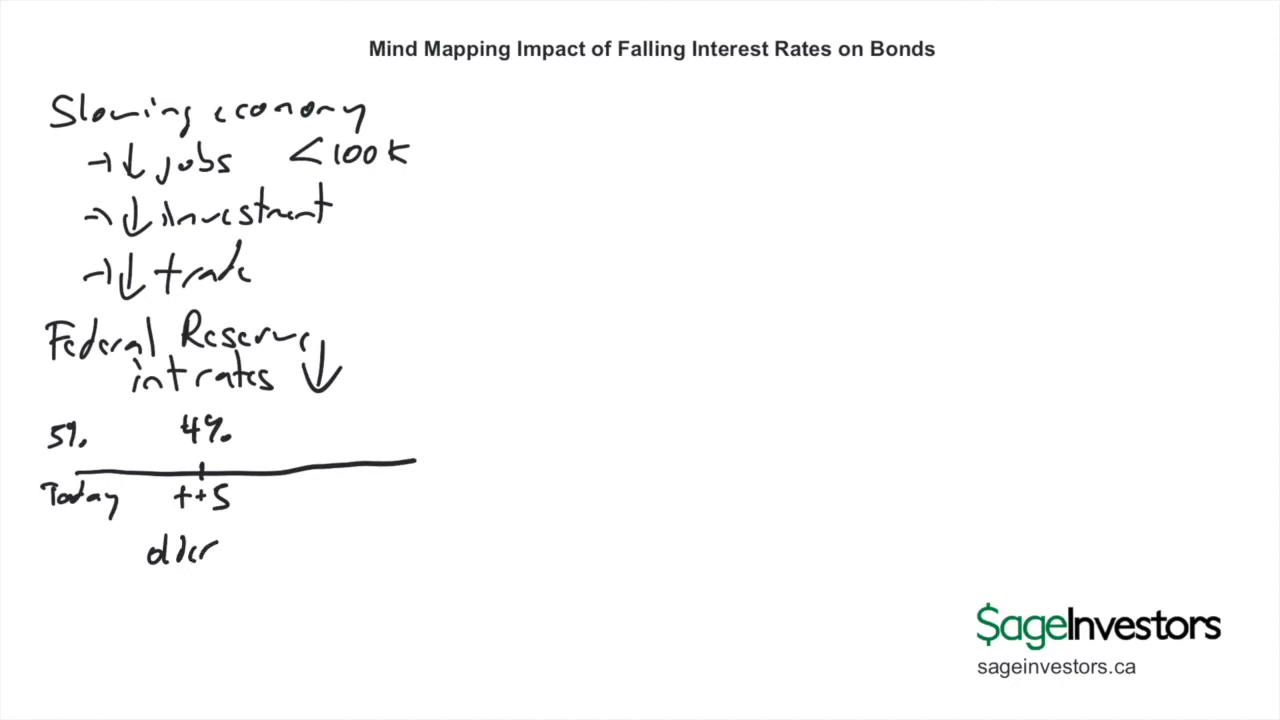 Mind Mapping Impact of Falling Interest Rates on Bonds
Slowing economy
→ ↓ jobs < 100k
→ ↓ investment
→ ↓ trade
Federal Reserve
int rates ↓
5% 4%
Today t+5
older
$ageInvestors
sageinvestors.ca